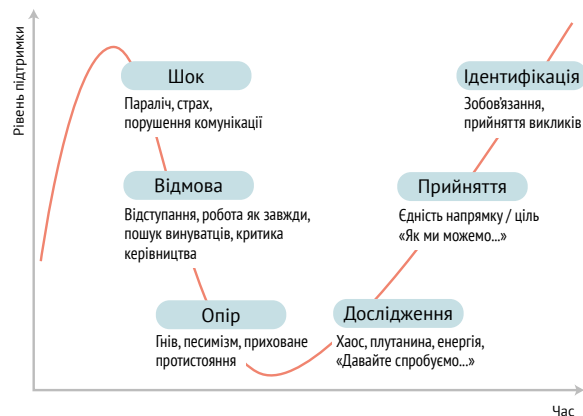 Рівень підтримки
Шок
Параліч, страх,
порушення комунікації
Відмова
Відступання, робота як завжди,
пошук винуватців, критика
керівництва
Опір
Гнів, песимізм, приховане
протистояння
Дослідження
Хаос, плутанина, енергія,
«Давайте спробуємо...»
Прийняття
Єдність напрямку / ціль
«Як ми можемо...»
Ідентифікація
Зобов'язання,
прийняття викликів
Час